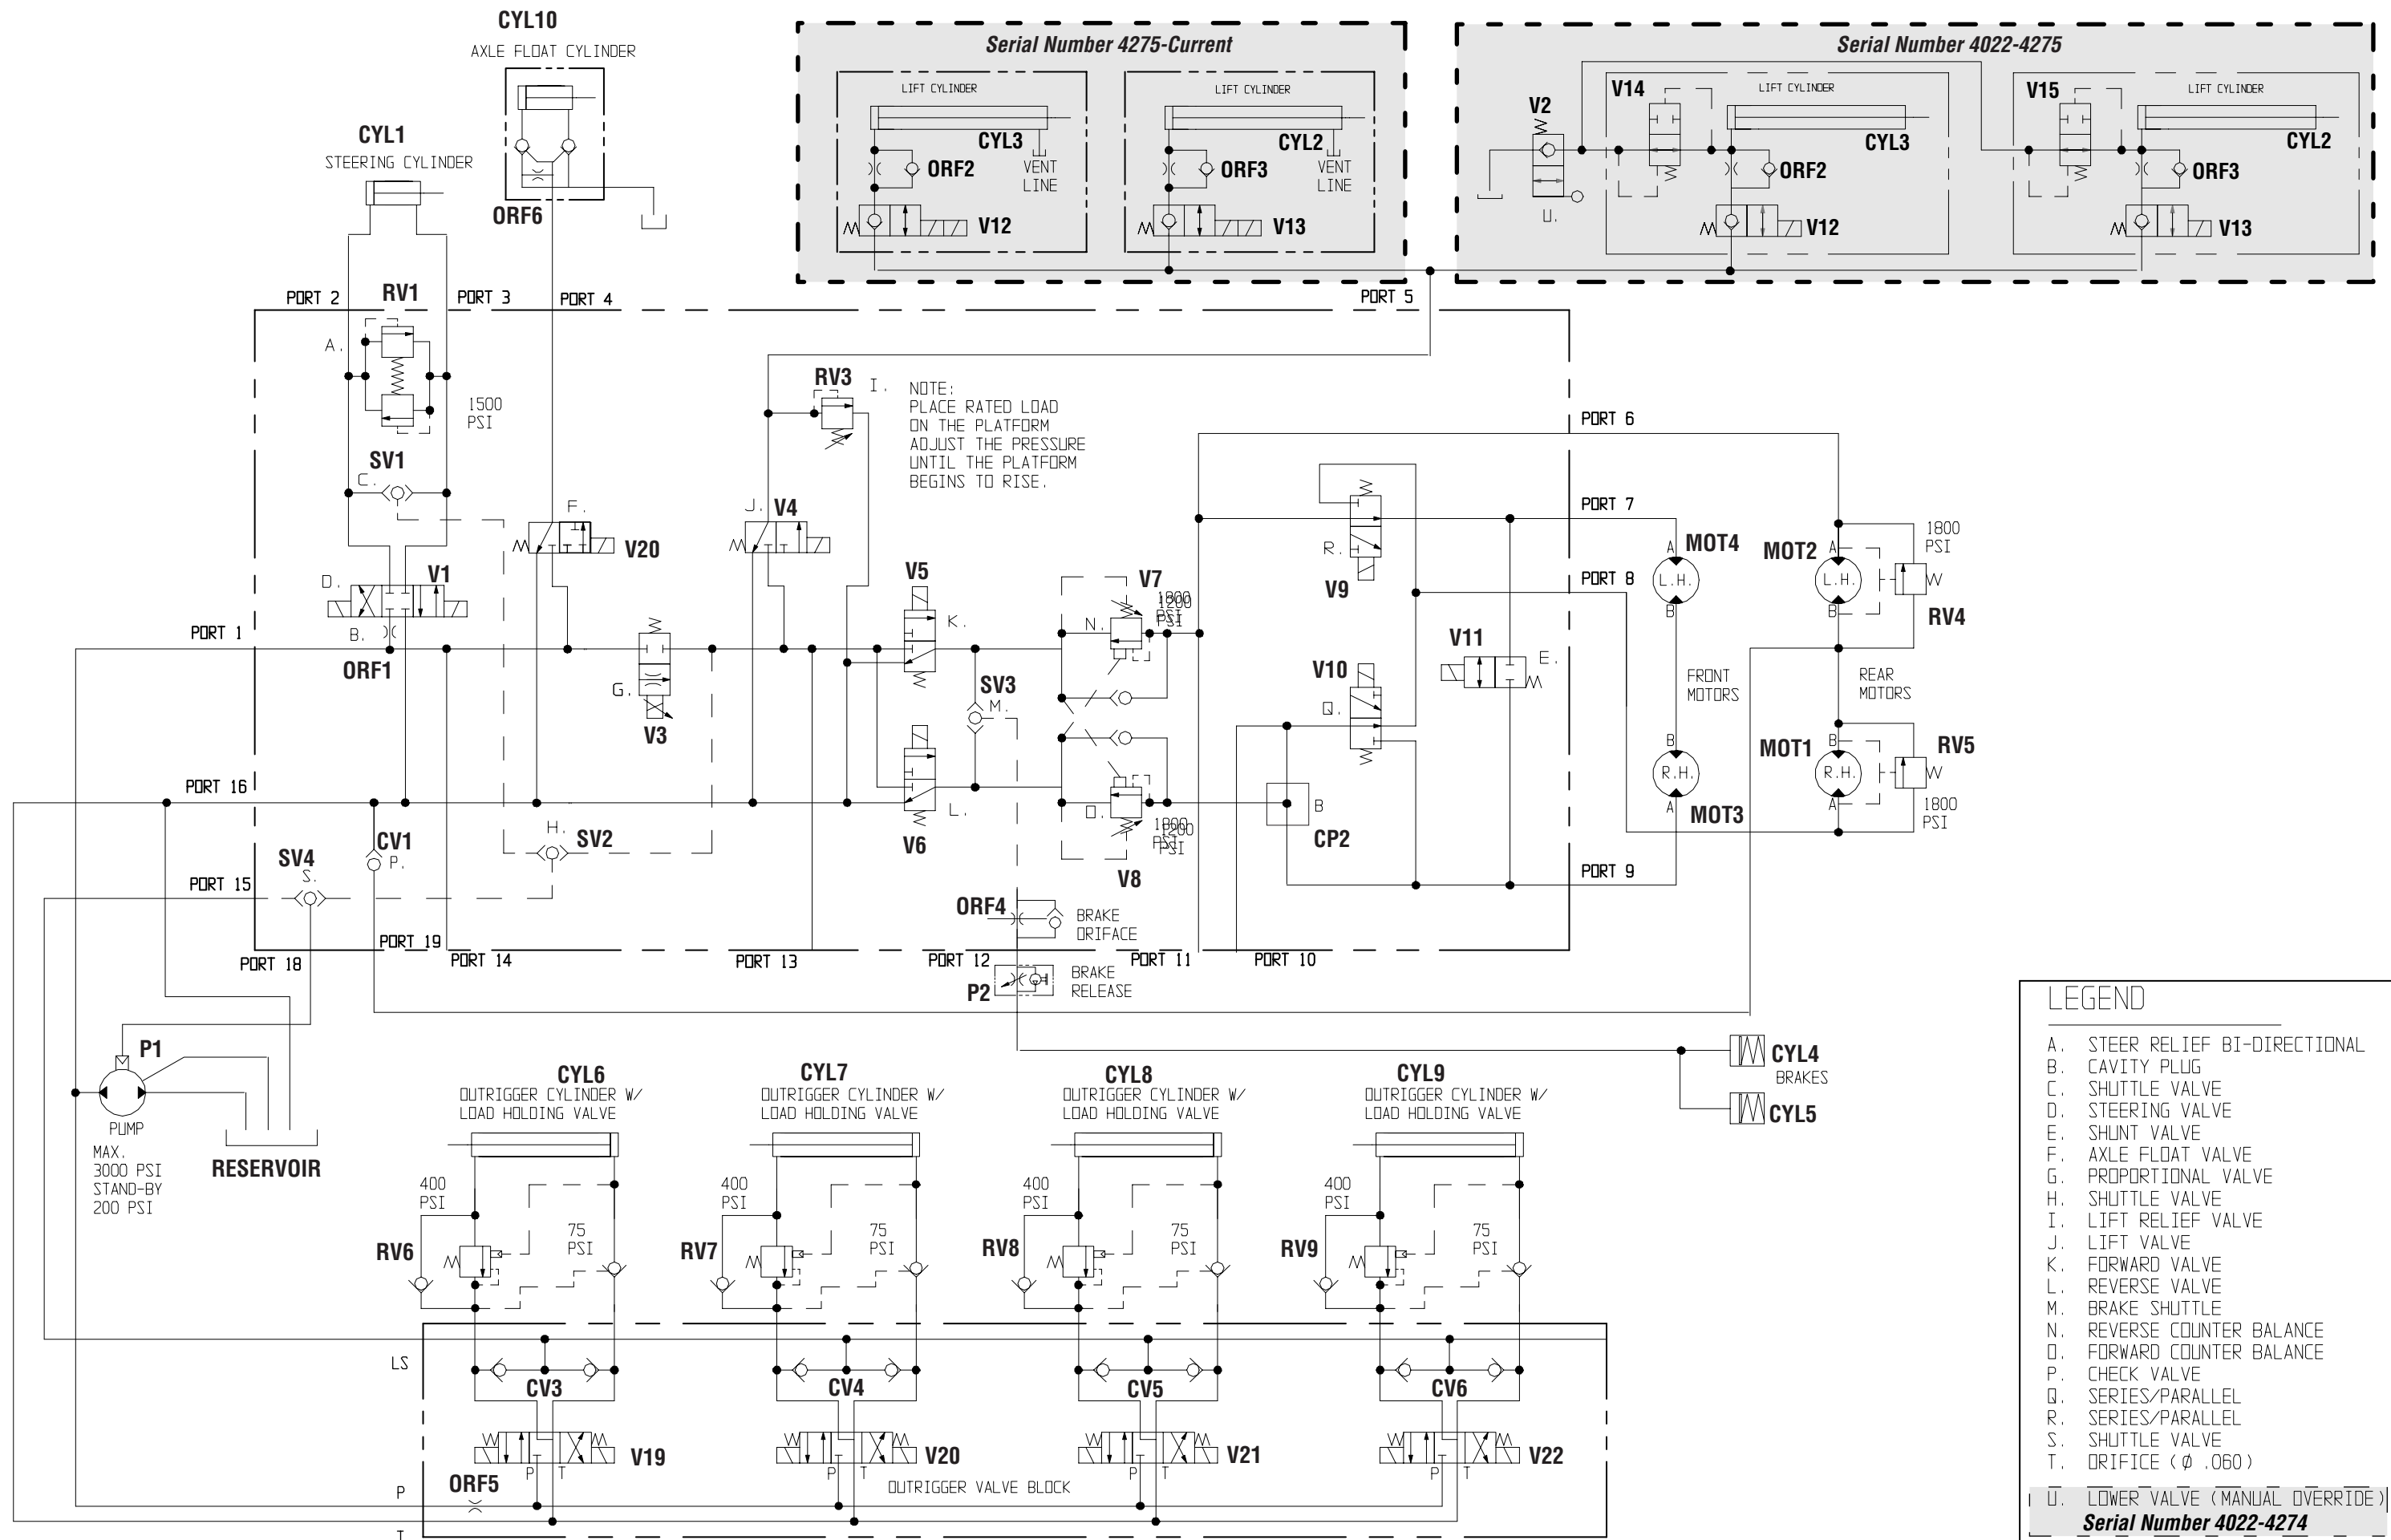 CYL10
AXLE FLOAT CYLINDER
ORF6
CYL1
STEERING CYLINDER
Serial Number 4275-Current
LIFT CYLINDER
CYL3
VENT
LINE
ORF2
V12
LIFT CYLINDER
CYL2
VENT
LINE
ORF3
V13
Serial Number 4022-4275
V2
U.
V14
LIFT CYLINDER
CYL3
ORF2
V12
V15
LIFT CYLINDER
CYL2
ORF3
V13
PORT 2
RV1
PORT 3
PORT 4
PORT 5
A.
1500
PSI
SV1
C.
D.
V1
B.
ORF1
PORT 1
F.
V20
G.
V3
RV3
I.
NOTE:
PLACE RATED LOAD
ON THE PLATFORM
ADJUST THE PRESSURE
UNTIL THE PLATFORM
BEGINS TO RISE.
J.
V4
V5
K.
SV3
M.
L.
V6
V7
1800
1200
PSI
PSI
N.
O.
1800
1200
PSI
PSI
V8
R.
V9
V10
Q.
V11
E.
B
CP2
PORT 6
PORT 7
PORT 8
PORT 9
A
MOT4
L.H.
B
FRONT
MOTORS
B
R.H.
A
MOT3
MOT2
A
L.H.
B
1800
PSI
RV4
REAR
MOTORS
MOT1
B
R.H.
A
RV5
1800
PSI
PORT 16
H.
SV2
CV1
P.
SV4
S.
PORT 15
PORT 19
PORT 18
PORT 14
PORT 13
PORT 12
PORT 11
PORT 10
ORF4
BRAKE
ORIFACE
P2
BRAKE
RELEASE
P1
PUMP
MAX.
3000 PSI
STAND-BY
200 PSI
RESERVOIR
CYL4
BRAKES
CYL5
CYL6
OUTRIGGER CYLINDER W/
LOAD HOLDING VALVE
400
PSI
75
PSI
RV6
CYL7
OUTRIGGER CYLINDER W/
LOAD HOLDING VALVE
400
PSI
75
PSI
RV7
CYL8
OUTRIGGER CYLINDER W/
LOAD HOLDING VALVE
400
PSI
75
PSI
RV8
CYL9
OUTRIGGER CYLINDER W/
LOAD HOLDING VALVE
400
PSI
75
PSI
RV9
LS
CV3
CV4
CV5
CV6
V19
P T
V20
P T
V21
P T
V22
P T
ORF5
OUTRIGGER VALVE BLOCK
P
T
LEGEND
A. STEER RELIEF BI-DIRECTIONAL
B. CAVITY PLUG
C. SHUTTLE VALVE
D. STEERING VALVE
E. SHUNT VALVE
F. AXLE FLOAT VALVE
G. PROPORTIONAL VALVE
H. SHUTTLE VALVE
I. LIFT RELIEF VALVE
J. LIFT VALVE
K. FORWARD VALVE
L. REVERSE VALVE
M. BRAKE SHUTTLE
N. REVERSE COUNTER BALANCE
O. FORWARD COUNTER BALANCE
P. CHECK VALVE
Q. SERIES/PARALLEL
R. SERIES/PARALLEL
S. SHUTTLE VALVE
T. ORIFICE (Ø .060)
U. LOWER VALVE (MANUAL OVERRIDE)
Serial Number 4022-4274